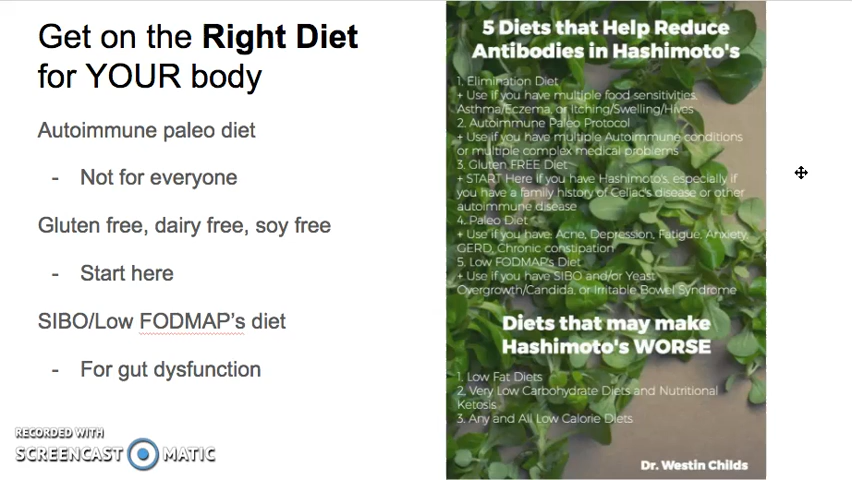 Get on the Right Diet
for YOUR body
Autoimmune paleo diet
- Not for everyone
Gluten free, dairy free, soy free
- Start here
SIBO/Low FODMAP's diet
- For gut dysfunction
RECORDED WITH
SCREENCAST MATIC
5 Diets that Help Reduce
Antibodies in Hashimoto's
1. Elimination Diet
+ Use if you have multiple food sensitivities,
Asthma/Eczema, or Itching/Swelling/Hives
2. Autoimmune Paleo Protocol
+ Use if you have multiple Autoimmune conditions
or multiple complex medical problems
3. Gluten FREE Diet
+ START Here if you have Hashimoto's, especially if
you have a family history of Celiac's disease or other
autoimmune disease
4. Paleo Diet
+ Use if you have: Acne, Depression, Fatigue, Anxiety,
GERD, Chronic constipation
5. Low FODMAP's Diet
+ Use if you have SIBO and/or Yeast
Overgrowth/Candida, or Irritable Bowel Syndrome
Diets that may make
Hashimoto's WORSE
1. Low Fat Diets
2. Very Low Carbohydrate Diets and Nutritional
Ketosis
3. Any and All Low Calorie Diets
Dr. Westin Childs